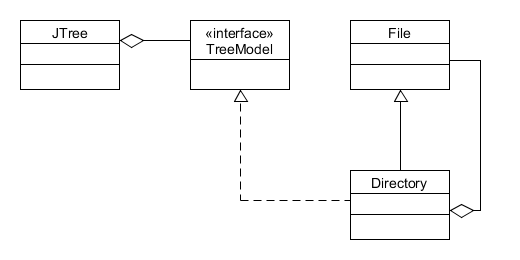 JTree
«interface»
TreeModel
File
Directory